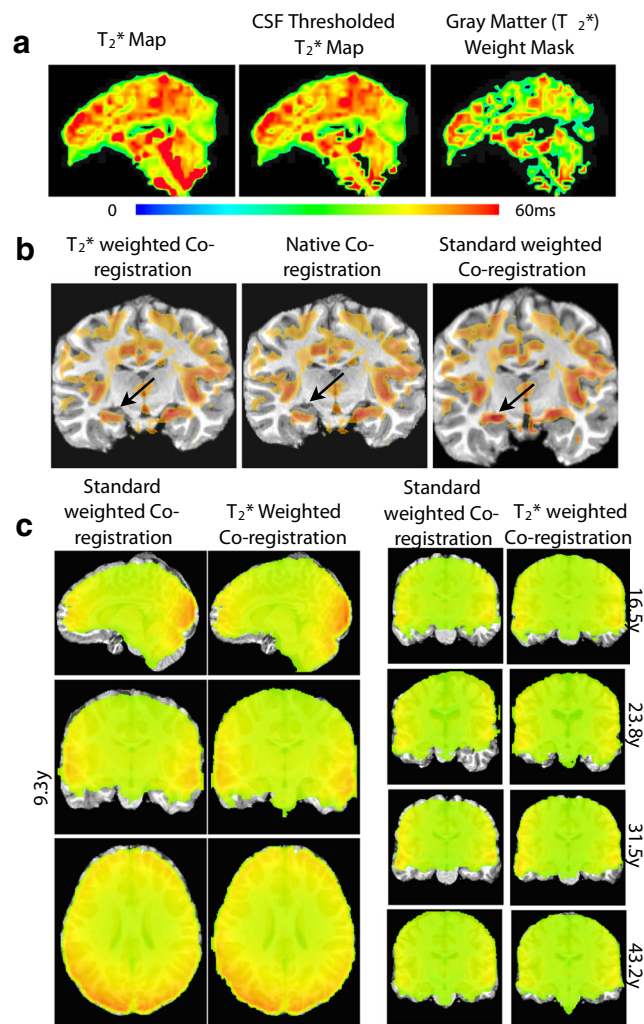 a
T2* Map
CSF Thresholded
T2* Map
Gray Matter (T 2*)
Weight Mask
0
60ms
b
T2* weighted Co-
registration
Native Co-
registration
Standard weighted
Co-registration
c
Standard
weighted Co-
registration
T2* Weighted
Co-registration
Standard
weighted Co-
registration
T2* weighted
Co-registration
9.3y
16.5y
23.8y
31.5y
43.2y